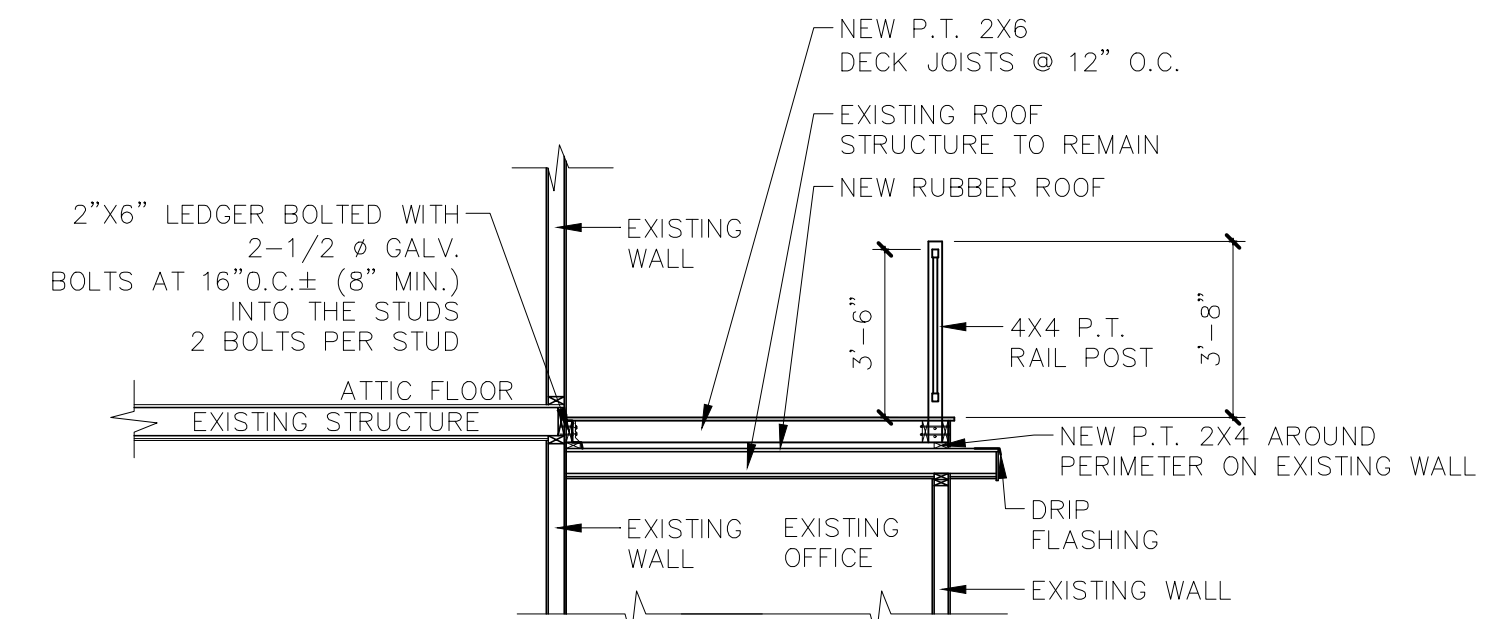 NEW P.T. 2X6
DECK JOISTS @ 12" O.C.
EXISTING ROOF
STRUCTURE TO REMAIN
NEW RUBBER ROOF
2"X6" LEDGER BOLTED WITH
2-1/2 ø GALV.
BOLTS AT 16"O.C.± (8" MIN.)
INTO THE STUDS
2 BOLTS PER STUD
EXISTING
WALL
3'-6"
4X4 P.T.
RAIL POST
3'-8"
ATTIC FLOOR
EXISTING STRUCTURE
NEW P.T. 2X4 AROUND
PERIMETER ON EXISTING WALL
DRIP
FLASHING
EXISTING
WALL
EXISTING
OFFICE
EXISTING WALL